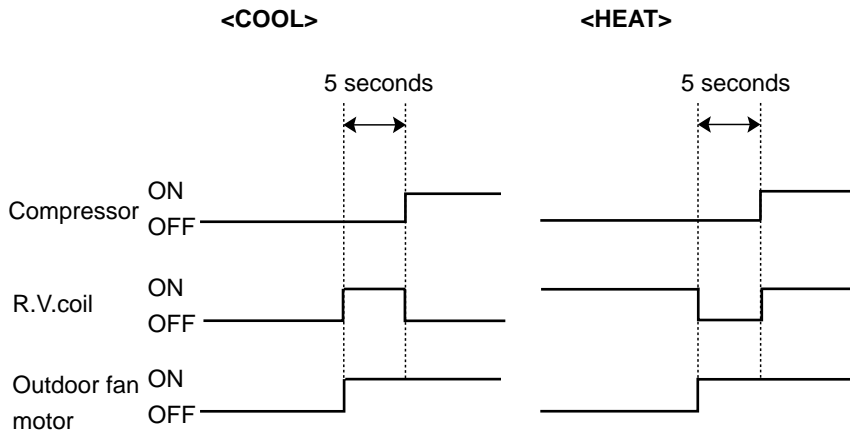 <COOL> <HEAT>
5 seconds 5 seconds
Compressor ON
OFF
R.V.coil ON
OFF
Outdoor fan motor ON
OFF